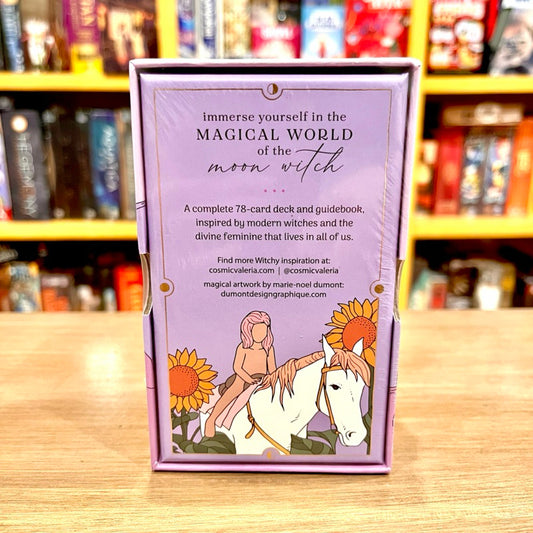 immerse yourself in the
MAGICAL WORLD
of the
moon witch
A complete 78-card deck and guidebook,
inspired by modern witches and the
divine feminine that lives in all of us.
Find more Witchy inspiration at:
cosmicvaleria.com | @cosmicvaleria
magical artwork by marie-noel dumont:
dumontdesigngraphique.com